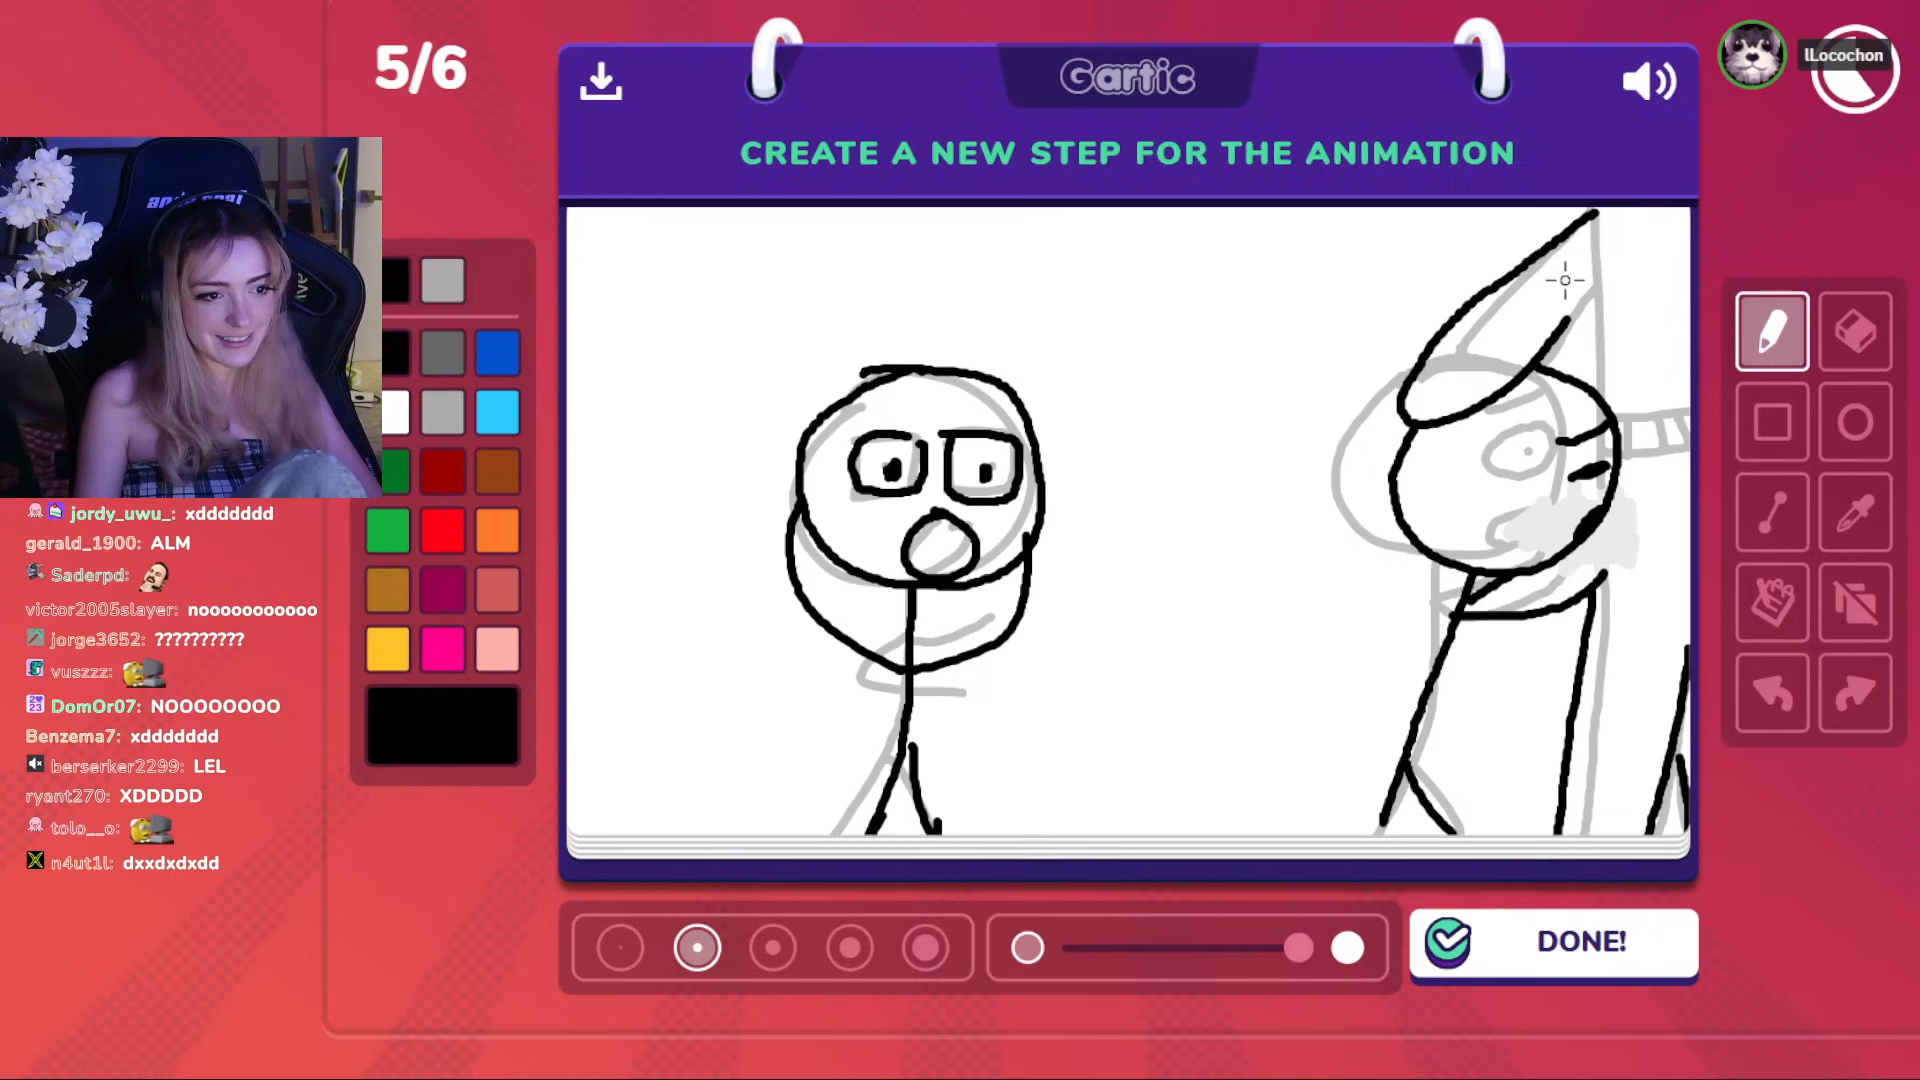 5/6
Gartic
lLocochon
CREATE A NEW STEP FOR THE ANIMATION
jordy_uwu_: xddddddd
gerald_1900: ALM
Saderpd:
victor2005slayer: nooooooooooo
jorge3652: ??????????
vuszzz:
DomOr07: NOOOOOOOO
Benzema7: xddddddd
berserker2299: LEL
ryant270: XDDDDD
tolo__o:
n4ut1l: dxxdxdxdd
DONE!